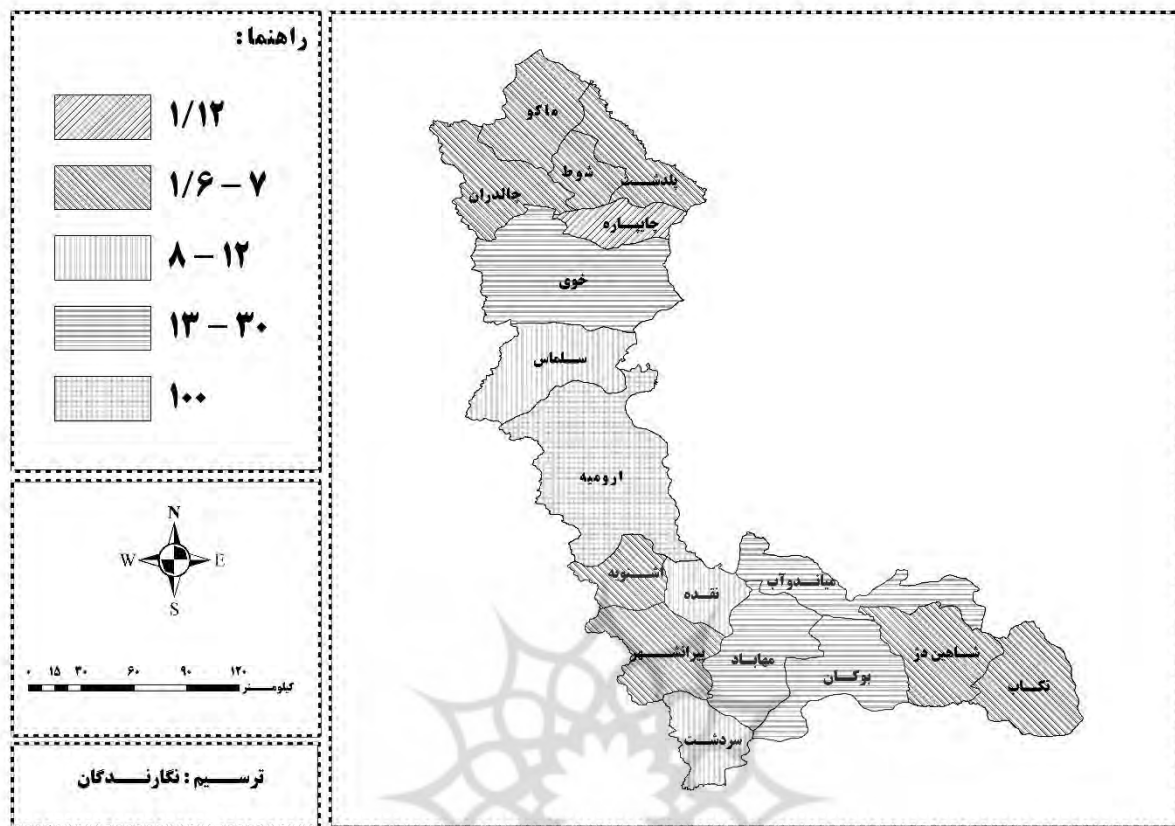 راهنما :
۱/۱۲
۱/۶ – ۷
۸ – ۱۲
۱۳ – ۳۰
۱۰۰
N
W E
S
۰ ۱۵ ۳۰ ۶۰ ۹۰ ۱۲۰
کیلومتر
ترسیم : نگارندگان
ماکو
شوط
پلدشت
چالدران
چایپاره
خوی
سلماس
ارومیه
اشنویه
نقده
میاندوآب
پیرانشهر
مهاباد
بوکان
شاهین دژ
تکاب
سردشت